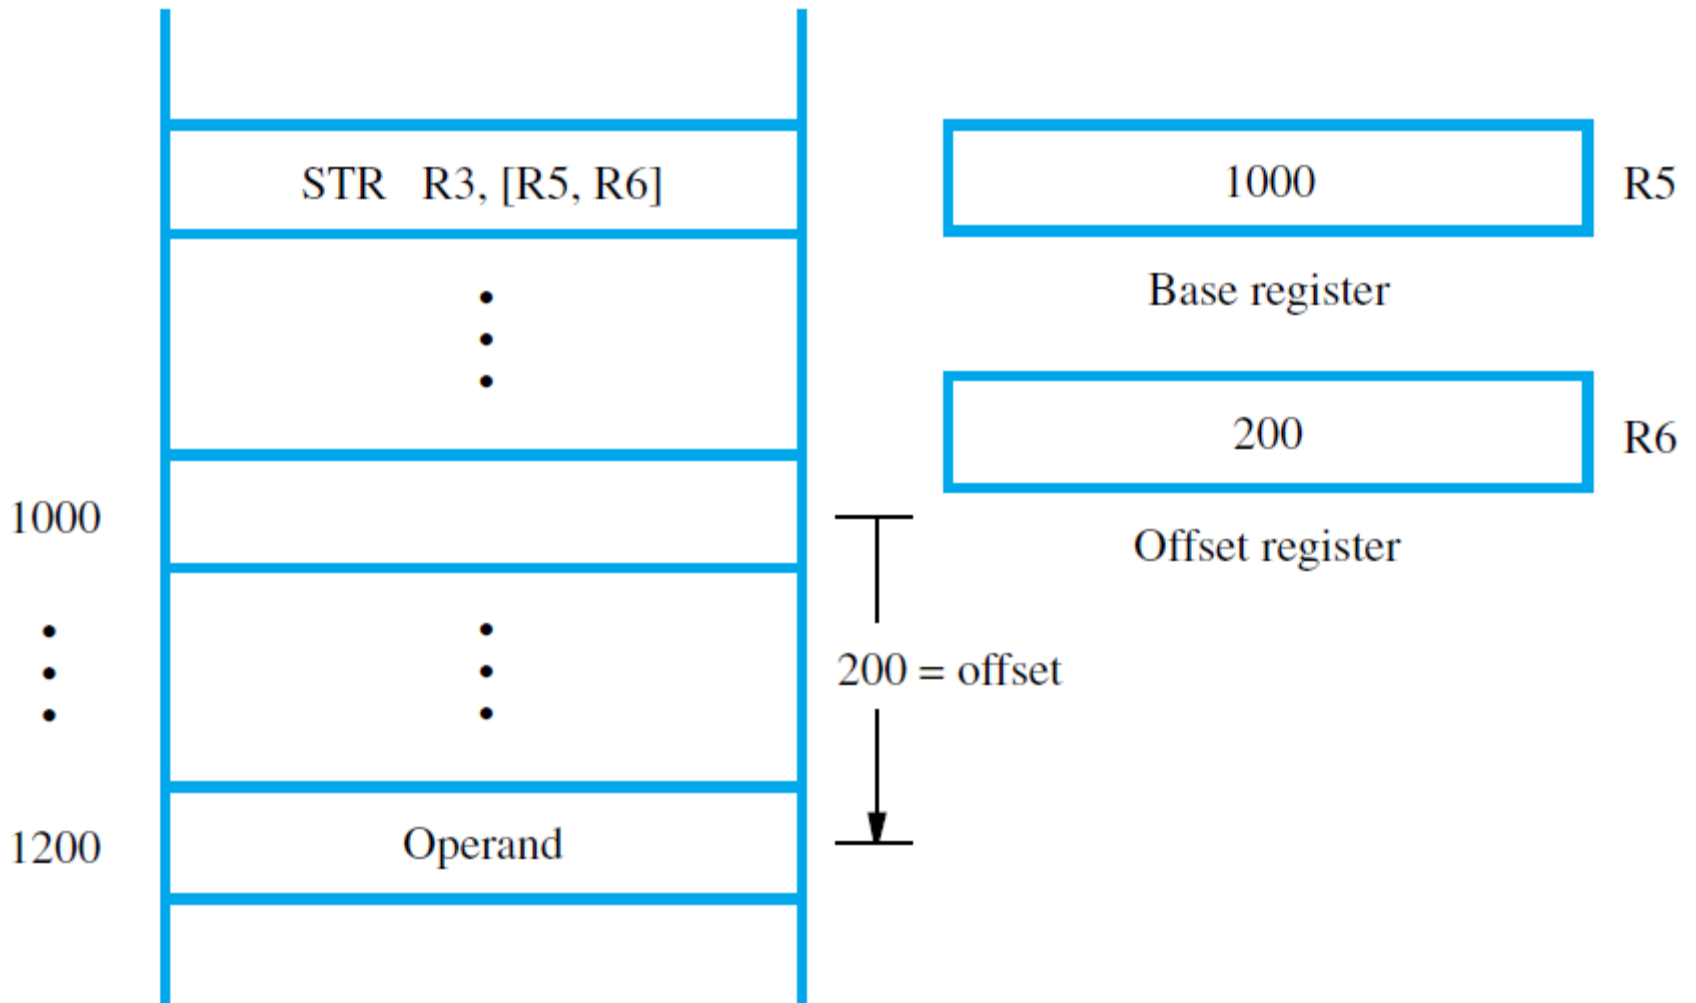 STR R3, [R5, R6]
1000 R5
Base register
200 R6
Offset register
1000
200 = offset
1200 Operand